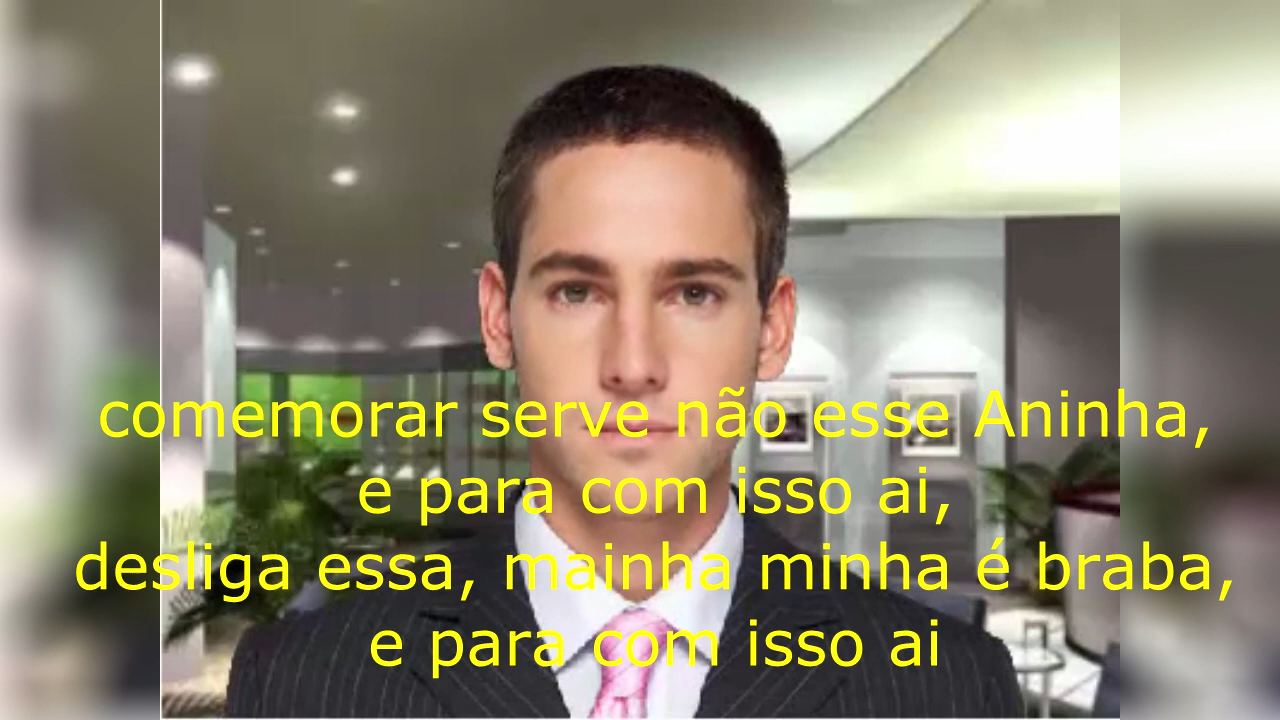 comemorar serve não esse Aninha,
e para com isso ai,
desliga essa, mainha minha é braba,
e para com isso ai